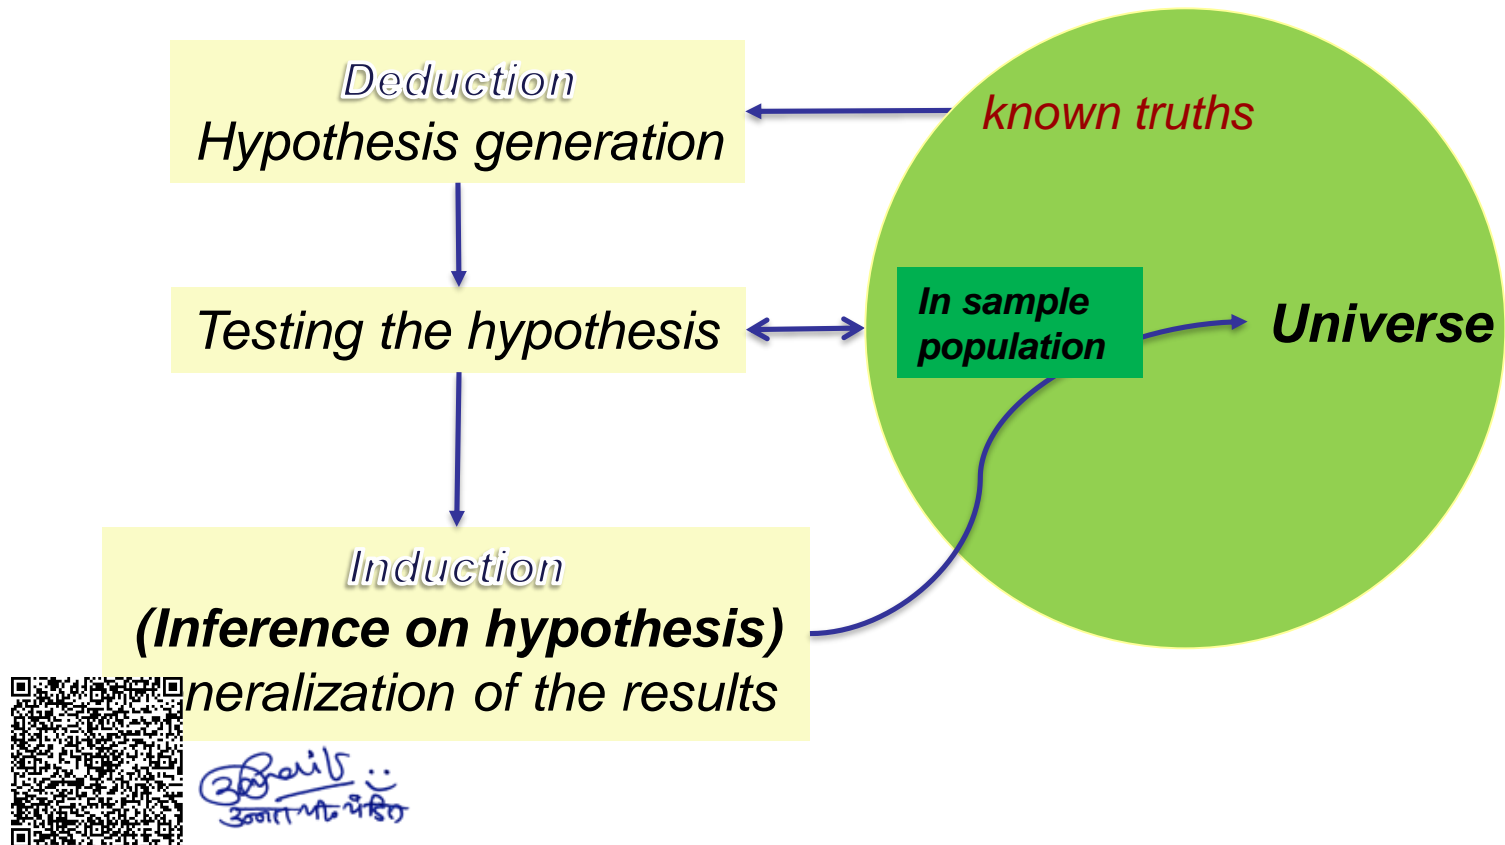 Deduction
Hypothesis generation
known truths
Testing the hypothesis
In sample
population
Universe
Induction
(Inference on hypothesis)
neralization of the results